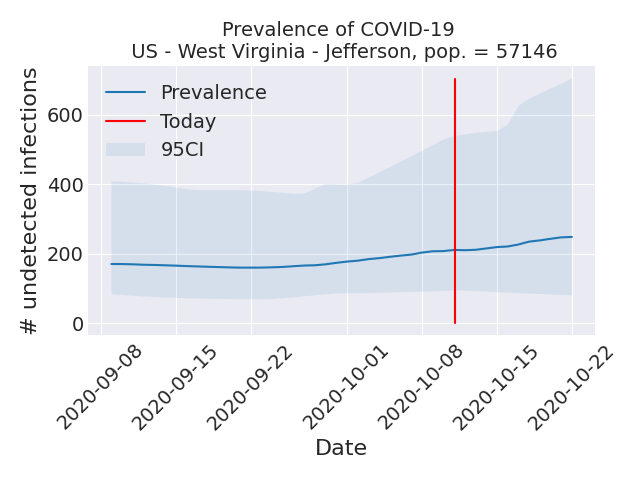 Prevalence of COVID-19
US - West Virginia - Jefferson, pop. = 57146
# undetected infections
600
400
200
0
Prevalence
Today
95CI
2020-09-08
2020-09-15
2020-09-22
2020-10-01
2020-10-08
2020-10-15
2020-10-22
Date